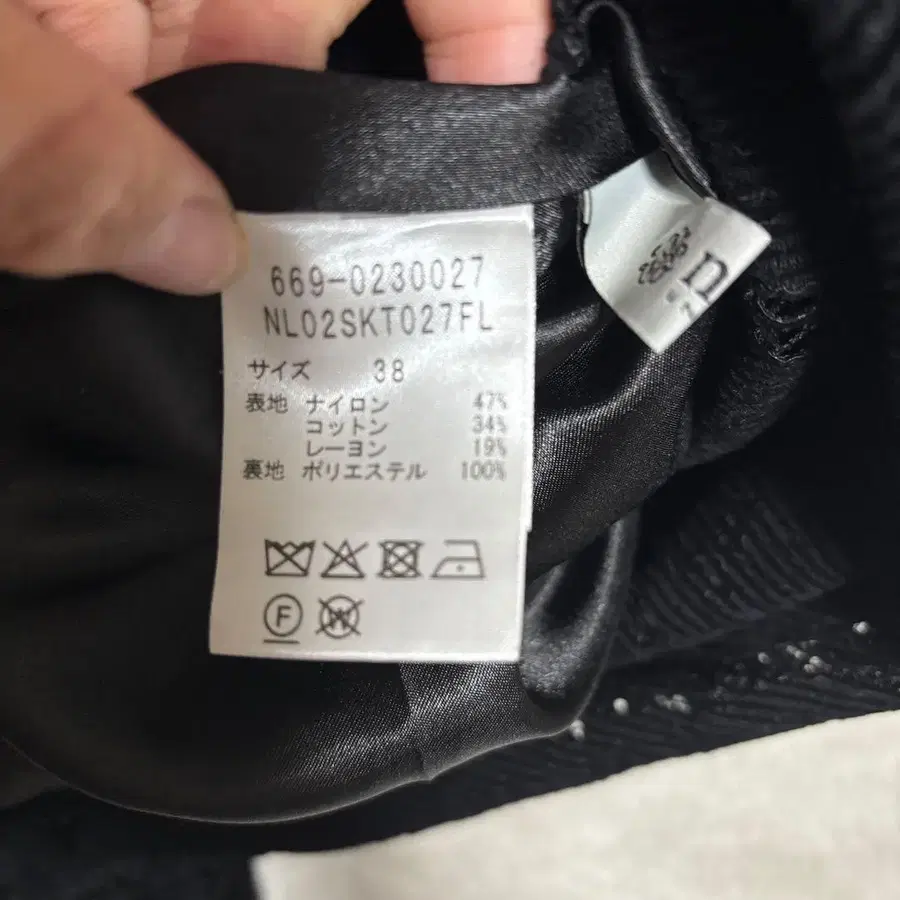 669-0230027
NL02SKT027FL
サイズ 38
表地 ナイロン 47%
コットン 34%
レーヨン 19%
裏地 ポリエステル 100%
F W
n